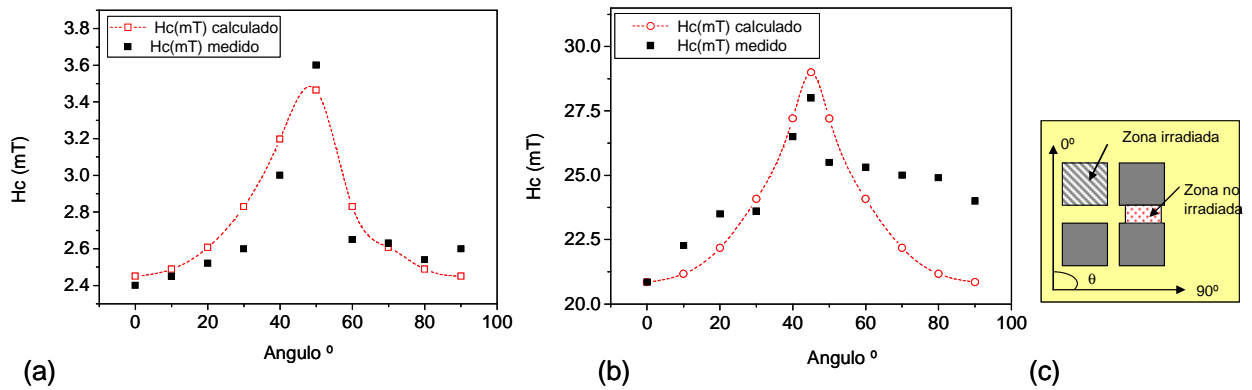 3.8
3.6
3.4
3.2
3.0
2.8
2.6
2.4
Hc (mT)
Hc(mT) calculado
Hc(mT) medido
0
20
40
60
80
100
Angulo º
(a)
30.0
27.5
25.0
22.5
20.0
Hc (mT)
Hc(mT) calculado
Hc(mT) medido
0
20
40
60
80
100
Angulo º
(b)
0º
Zona irradiada
Zona no
irradiada
θ
90º
(c)